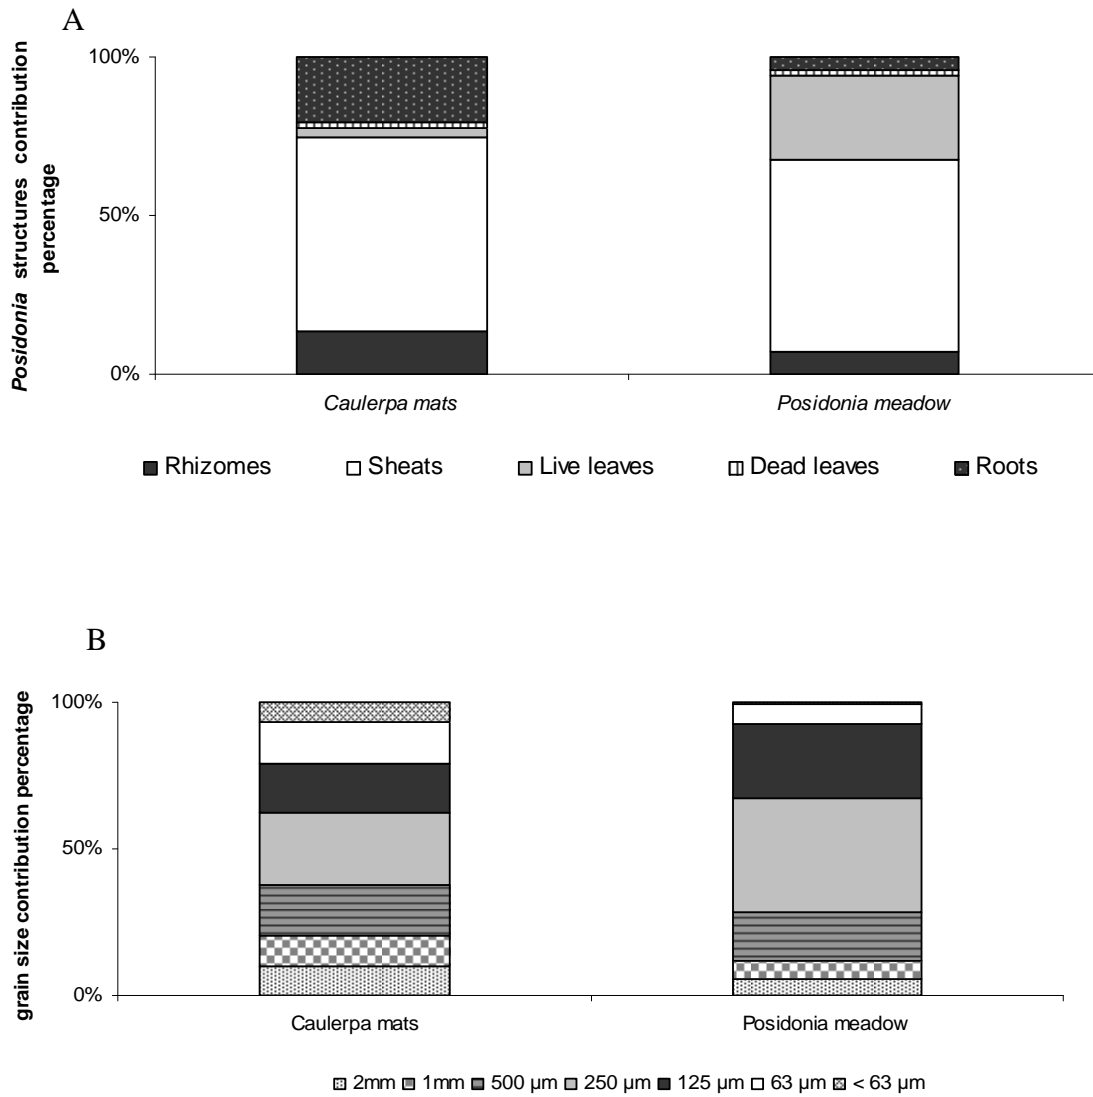 A
Posidonia structures contribution
percentage
100%
50%
0%
Caulerpa mats
Posidonia meadow
Rhizomes
Sheats
Live leaves
Dead leaves
Roots
B
grain size contribution percentage
100%
50%
0%
Caulerpa mats
Posidonia meadow
2mm
1mm
500 µm
250 µm
125 µm
63 µm
< 63 µm